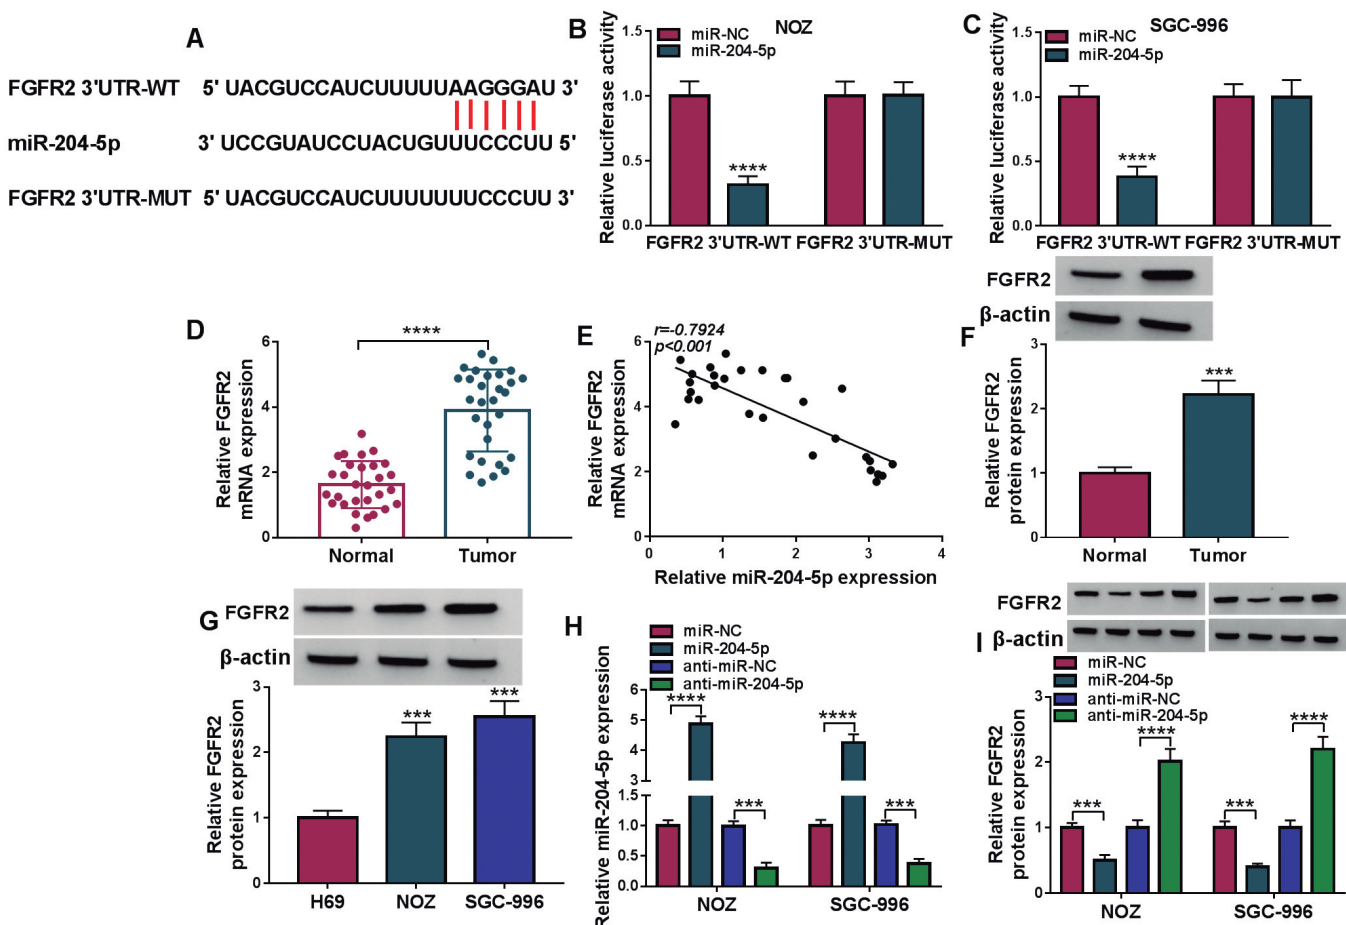 A
FGFR2 3'UTR-WT 5' UACGUCCAUCUUUUUAAGGGAU 3'
miR-204-5p 3' UCCGUAUCCUACUGUUUCCCUU 5'
FGFR2 3'UTR-MUT 5' UACGUCCAUCUUUUUUUCCCUU 3'
B
NOZ
miR-NC
miR-204-5p
Relative luciferase activity
1.5
1.0
0.5
0.0
****
FGFR2 3'UTR-WT FGFR2 3'UTR-MUT
C
SGC-996
miR-NC
miR-204-5p
Relative luciferase activity
1.5
1.0
0.5
0.0
****
FGFR2 3'UTR-WT FGFR2 3'UTR-MUT
D
Relative FGFR2
mRNA expression
6
4
2
0
****
Normal Tumor
E
r=-0.7924
p<0.001
Relative FGFR2
mRNA expression
6
4
2
0
0 1 2 3 4
Relative miR-204-5p expression
FGFR2
β-actin
F
Relative FGFR2
protein expression
3
2
1
0
***
Normal Tumor
G
FGFR2
β-actin
Relative FGFR2
protein expression
3
2
1
0
***
***
H69 NOZ SGC-996
H
miR-NC
miR-204-5p
anti-miR-NC
anti-miR-204-5p
Relative miR-204-5p expression
6
5
4
3
1.5
1.0
0.5
0.0
****
***
****
***
NOZ SGC-996
FGFR2
β-actin
I
miR-NC
miR-204-5p
anti-miR-NC
anti-miR-204-5p
Relative FGFR2
protein expression
3
2
1
0
***
****
***
****
NOZ SGC-996